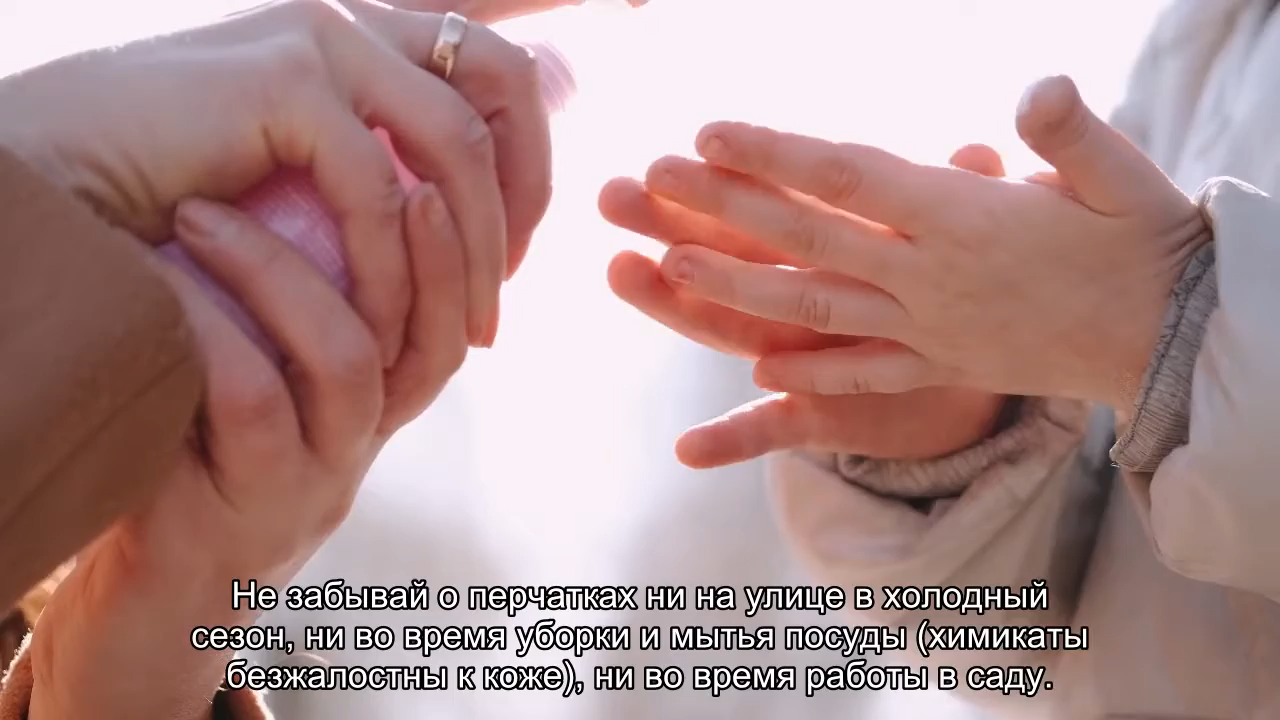 Не забывай о перчатках ни на улице в холодный
сезон, ни во время уборки и мытья посуды (химикаты
безжалостны к коже), ни во время работы в саду.